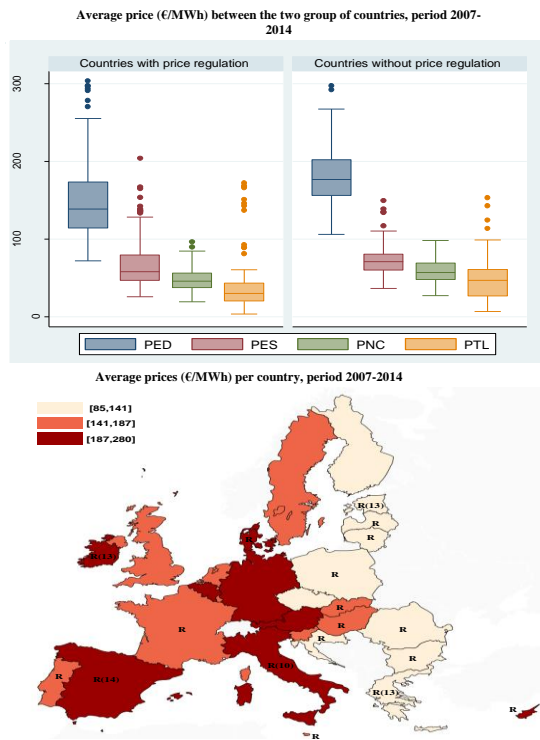 Average price (€/MWh) between the two group of countries, period 2007-
2014
Countries with price regulation
Countries without price regulation
300
200
100
0
PED
PES
PNC
PTL
Average prices (€/MWh) per country, period 2007-2014
[85,141]
[141,187]
[187,280]
R(13)
R
R
R
R(13)
R
R
R
R
R
R
R
R
R(14)
R(13)
R
R